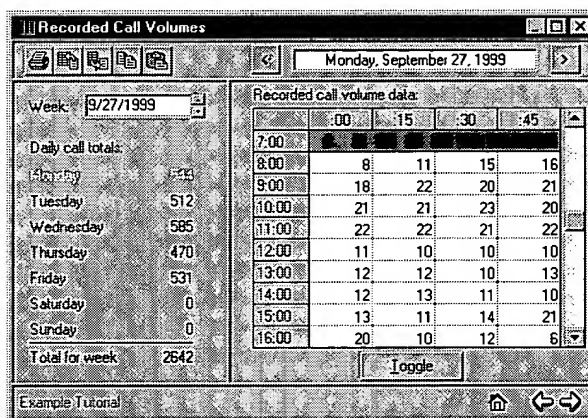 Recorded Call Volumes
Monday, September 27, 1999
Week: 9/27/1999
Daily call totals:
Monday 544
Tuesday 512
Wednesday 585
Thursday 470
Friday 531
Saturday 0
Sunday 0
Total for week 2642
Recorded call volume data:
:00 :15 :30 :45
7:00
8:00 8 11 15 16
9:00 18 22 20 21
10:00 21 21 23 20
11:00 22 22 21 22
12:00 11 10 10 10
13:00 12 12 10 13
14:00 12 13 11 10
15:00 13 11 14 21
16:00 20 10 12 6
Toggle
Example Tutorial